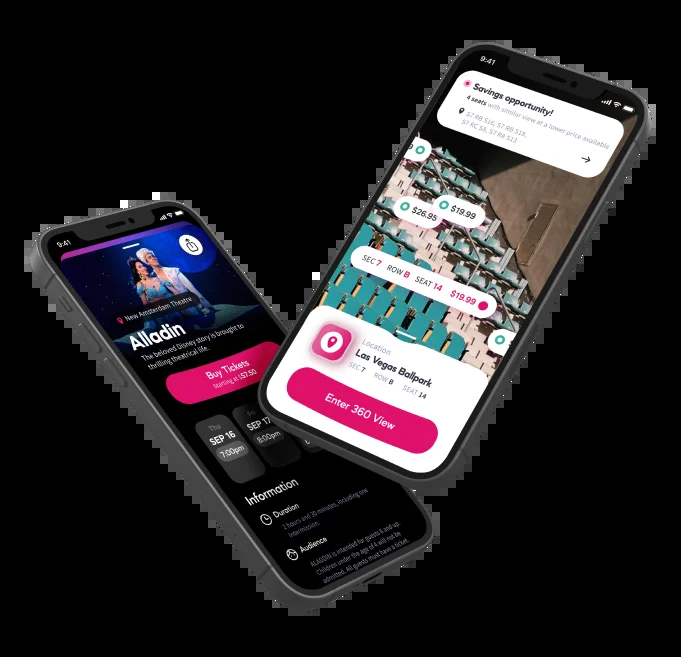 9:41
Savings opportunity!
4 seats with similar view at a lower price available
S7 RB S16, S7 RB S18,
S7 RC S8, S7 RA S13
$26.95
$19.99
SEC 7 ROW B SEAT 14 $19.99
Location
Las Vegas Ballpark
SEC 7 ROW B SEAT 14
Enter 360 View
9:41
New Amsterdam Theatre
Alladin
The beloved Disney story is brought to
thrilling theatrical life.
Buy Tickets
Starting at
Thu
SEP 16
7:00pm
Fri
SEP 17
8:00pm
Information
Duration
2 hours and 30 minutes, including one
intermission.
Audience
ALADDIN is intended for guests 6 and up.
Children under the age of 4 will not be
admitted. All guests must have a ticket.